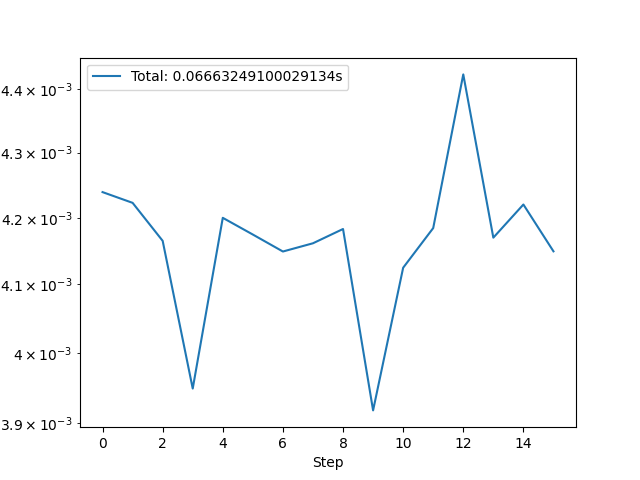 Total: 0.06663249100029134s
4.4 × 10⁻³
4.3 × 10⁻³
4.2 × 10⁻³
4.1 × 10⁻³
4 × 10⁻³
3.9 × 10⁻³
0 2 4 6 8 10 12 14
Step